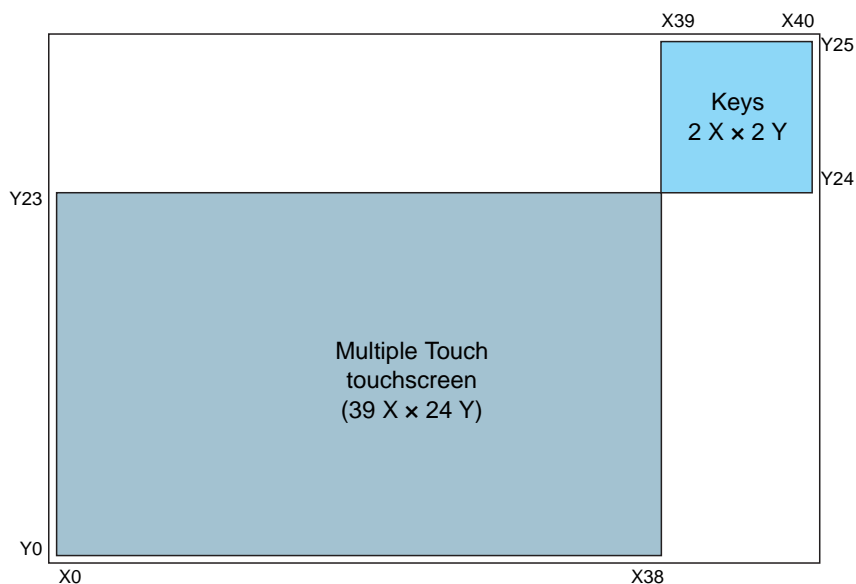 X39 X40
Y25
Keys
2 X × 2 Y
Y24
Y23
Multiple Touch
touchscreen
(39 X × 24 Y)
Y0
X0 X38